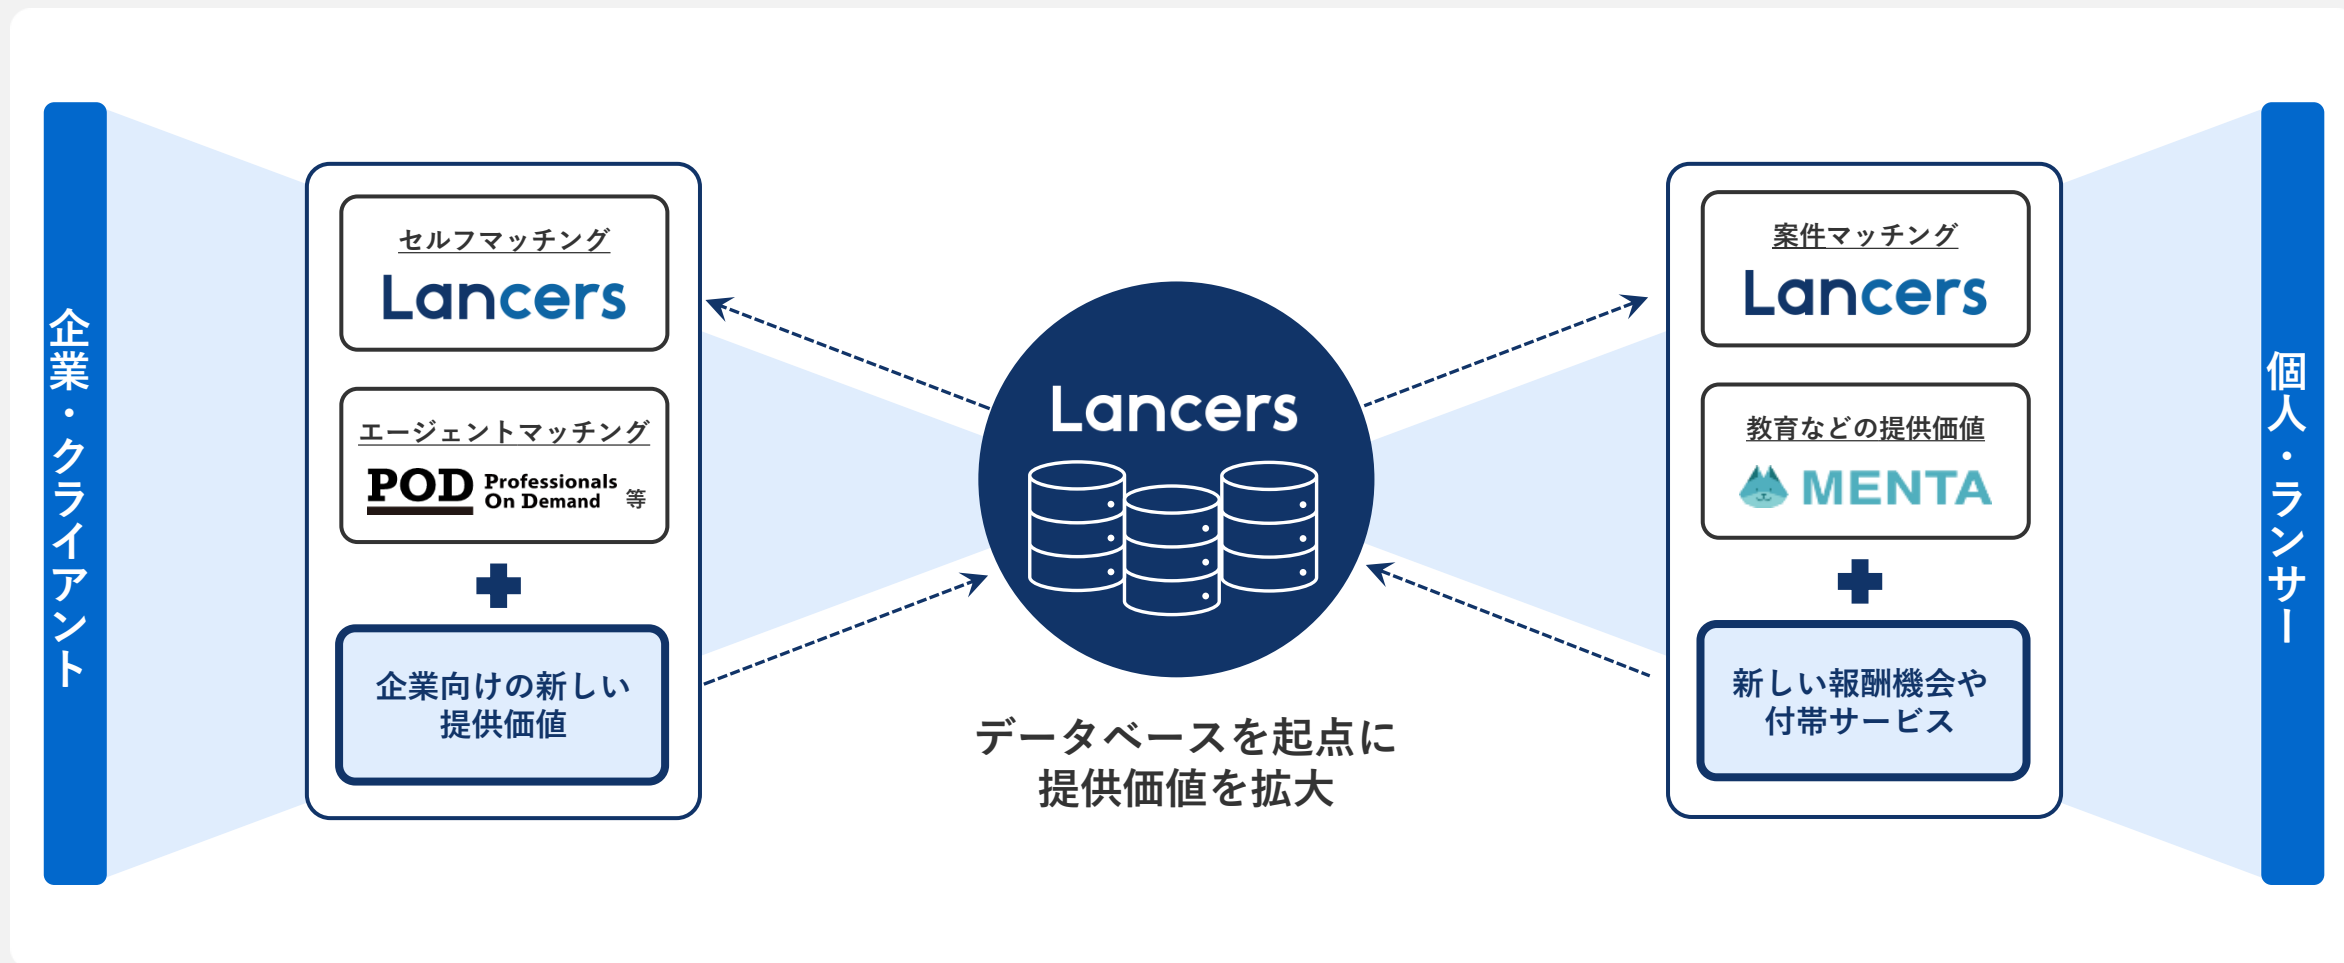 企業・クライアント
セルフマッチング
Lancers
エージェントマッチング
POD Professionals On Demand 等
企業向けの新しい
提供価値
Lancers
データベースを起点に
提供価値を拡大
案件マッチング
Lancers
教育などの提供価値
MENTA
新しい報酬機会や
付帯サービス
個人・ランサー